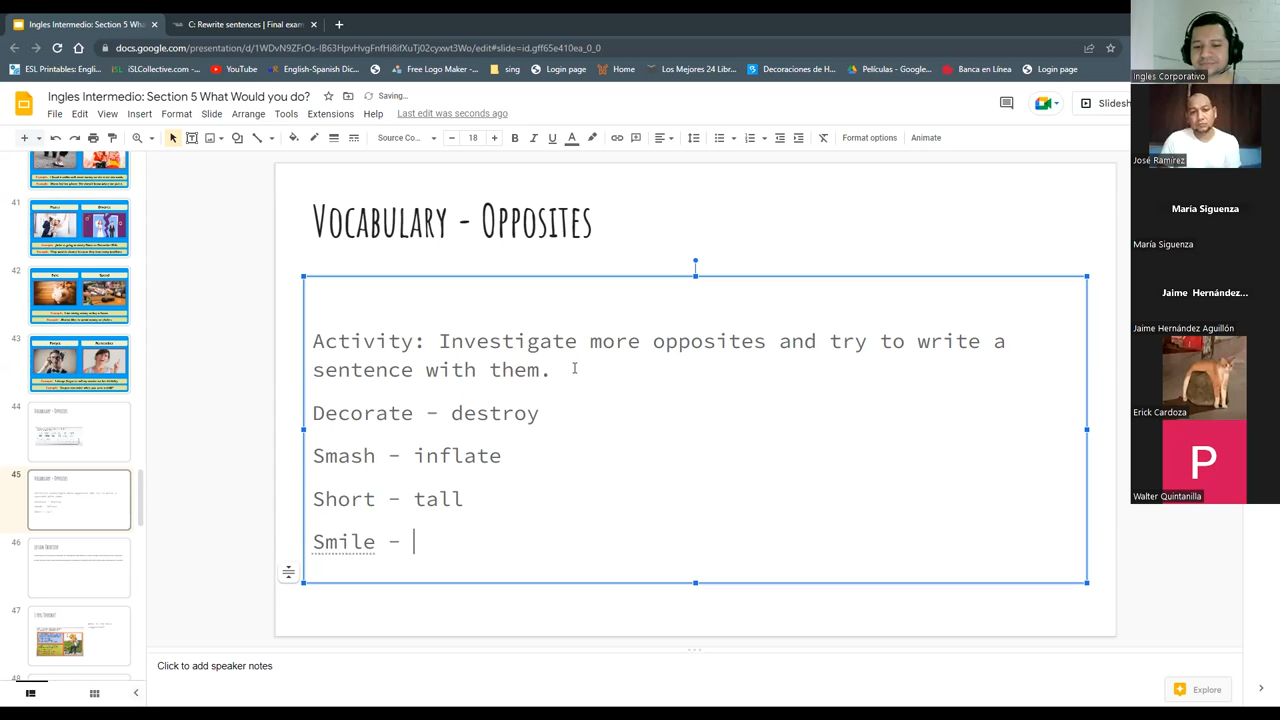 Ingles Intermedio: Section 5 Wha
C: Rewrite sentences | Final exam
docs.google.com/presentation/d/1WDvN9ZFrOs-IB63HpvHvgFnfHi8ifXuTj02cyxwt3Wo/edit#slide=id.gff65e410ea_0_0
ESL Printables: Engli...
iSLCollective.com -...
YouTube
English-Spanish Dic...
Free Logo Maker -...
sing
Login page
Home
Los Mejores 24 Libr...
Decoraciones de H...
Películas - Google...
Banca en Línea
Login page
Ingles Intermedio: Section 5 What Would you do?
Saving...
File Edit View Insert Format Slide Arrange Tools Extensions Help
Last edit was seconds ago
Slidesh
Source Co...
18
Format options
Animate
41
42
43
44
45
46
47
48
Vocabulary - Opposites
Activity: Investigate more opposites and try to write a
sentence with them.
Decorate - destroy
Smash - inflate
Short - tall
Smile -
Click to add speaker notes
Explore
Ingles Corporativo
José Ramírez
María Siguenza
María Siguenza
Jaime Hernández...
Jaime Hernández Aguillón
Erick Cardoza
P
Walter Quintanilla